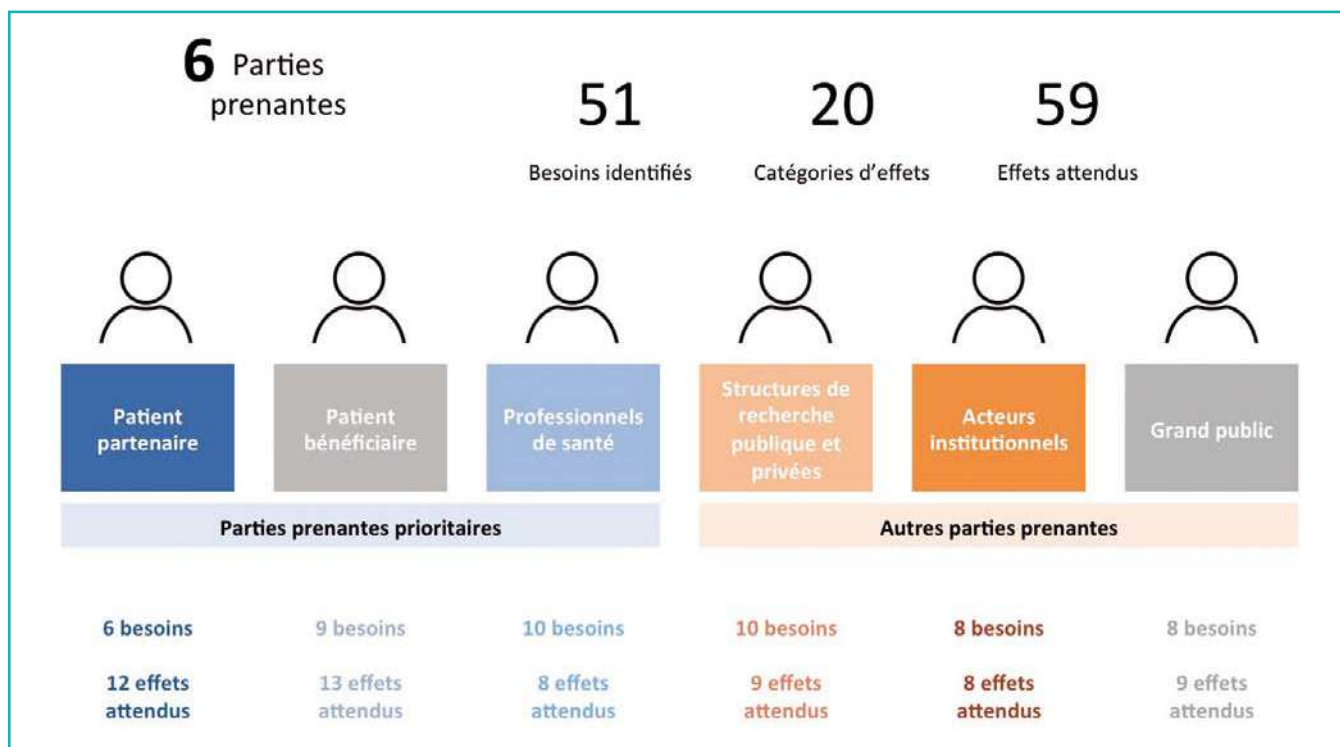 6 Parties
prenantes
51
20
59
Besoins identifiés
Catégories d'effets
Effets attendus
Patient
partenaire
Patient
bénéficiaire
Professionnels
de santé
Structures de
recherche
publique et
privées
Acteurs
institutionnels
Grand public
Parties prenantes prioritaires
Autres parties prenantes
6 besoins
9 besoins
10 besoins
10 besoins
8 besoins
8 besoins
12 effets
attendus
13 effets
attendus
8 effets
attendus
9 effets
attendus
8 effets
attendus
9 effets
attendus